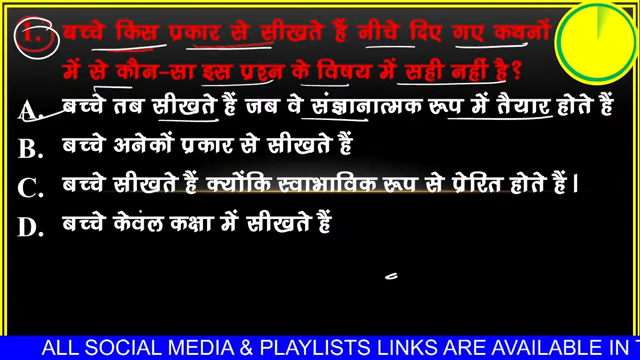 1. बच्चे किस प्रकार से सीखते हैं नीचे दिए गए कथनों
में से कौन-सा इस प्रश्न के विषय में सही नहीं है?
A. बच्चे तब सीखते हैं जब वे संज्ञानात्मक रूप में तैयार होते हैं
B. बच्चे अनेकों प्रकार से सीखते हैं
C. बच्चे सीखते हैं क्योंकि स्वाभाविक रूप से प्रेरित होते हैं।
D. बच्चे केवंल कक्षा में सीखते हैं
ALL SOCIAL MEDIA & PLAYLISTS LINKS ARE AVAILABLE IN T